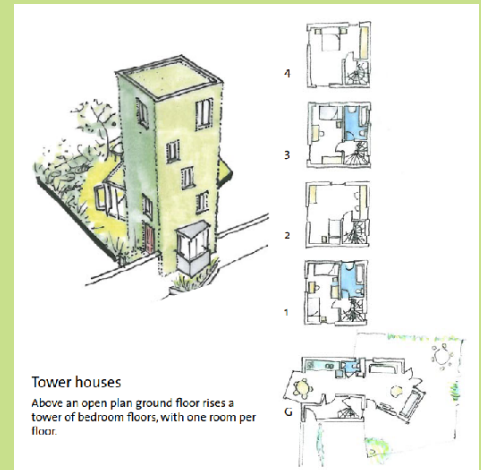 4
3
2
1
G
Tower houses
Above an open plan ground floor rises a
tower of bedroom floors, with one room per
floor.